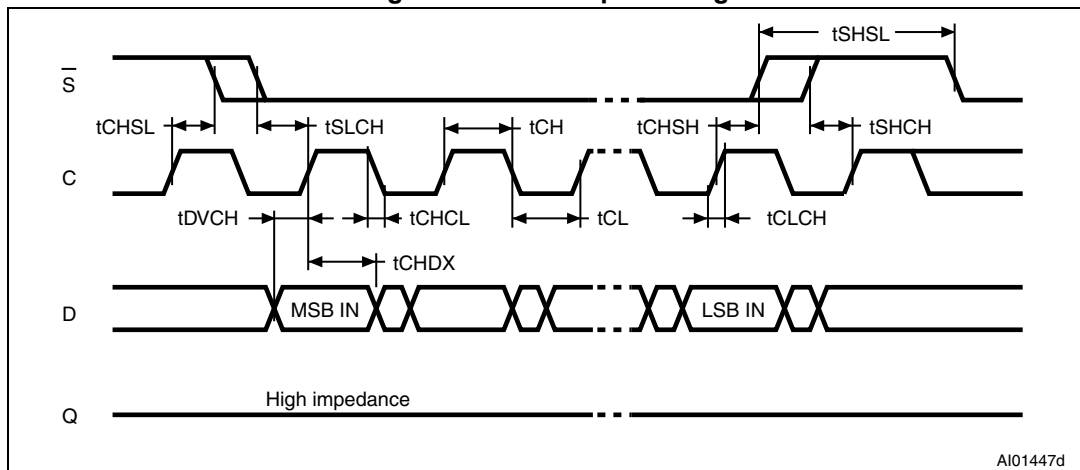 tSHSL
S
tCHSL
tSLCH
tCH
tCHSH
tSHCH
C
tDVCH
tCHCL
tCL
tCLCH
tCHDX
D
MSB IN
LSB IN
High impedance
Q
AI01447d